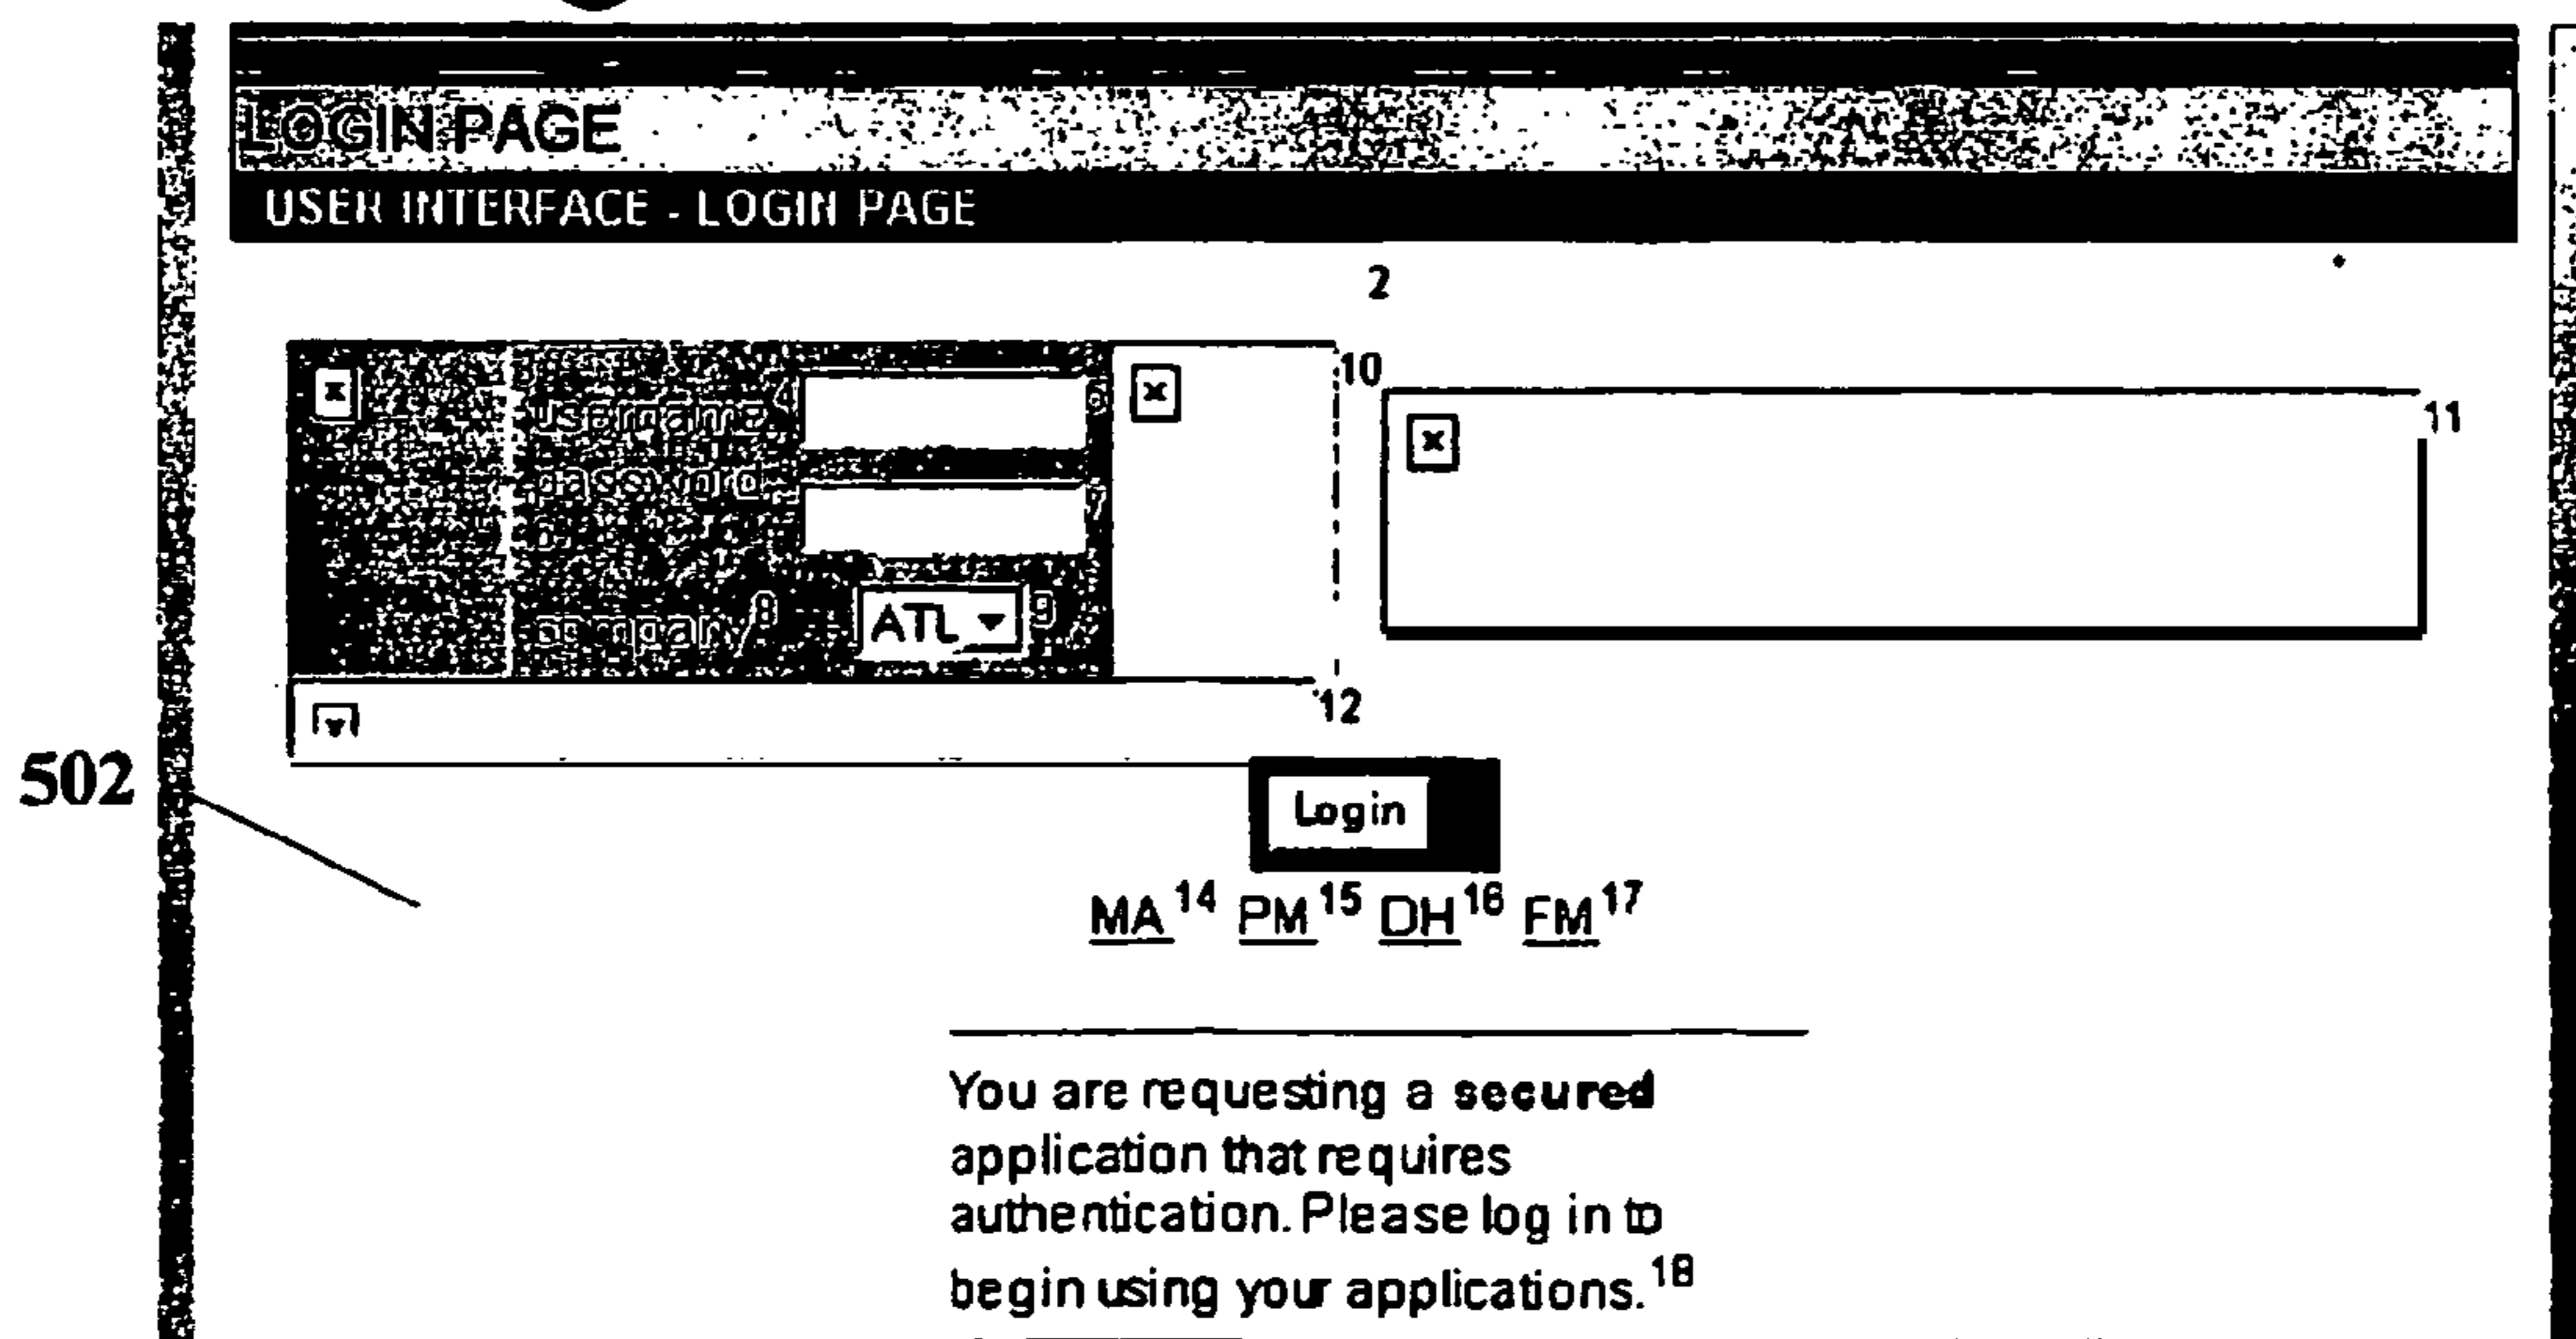 LOGIN PAGE
USER INTERFACE - LOGIN PAGE
2
10
username 4 6
11
password 7
company 8 ATL 9
12
502
Login
MA 14 PM 15 DH 16 FM 17
You are requesting a secured
application that requires
authentication. Please log in to
begin using your applications. 18